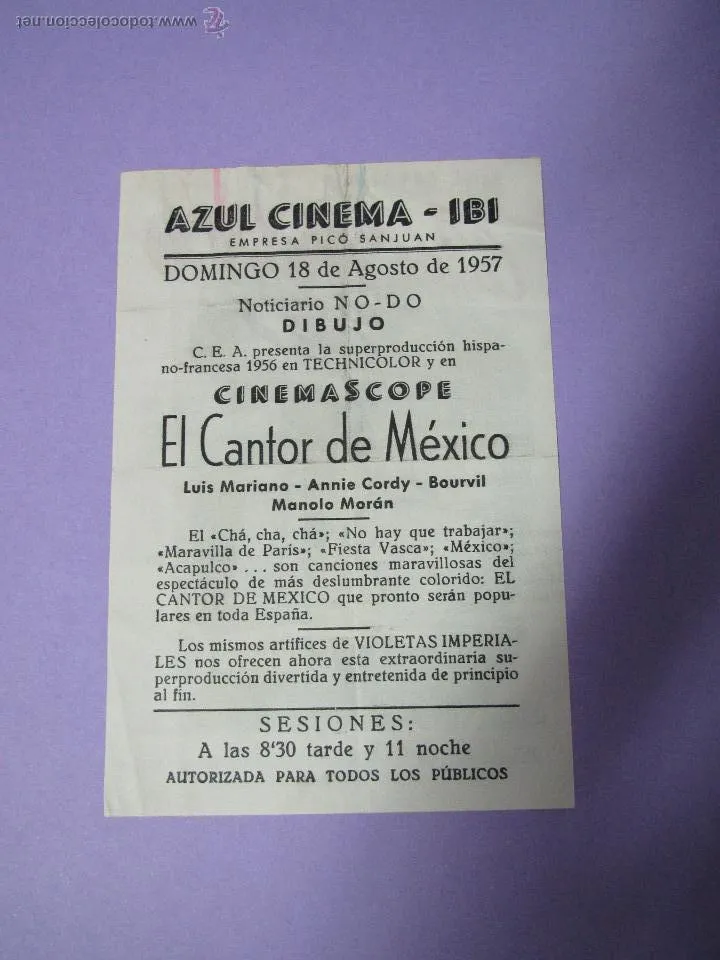 www.todocoleccion.net
AZUL CINEMA - IBI
EMPRESA PICÓ SANJUAN
DOMINGO 18 de Agosto de 1957
Noticiario NO-DO
DIBUJO
C. E. A. presenta la superproducción hispa-
no-francesa 1956 en TECHNICOLOR y en
CINEMASCOPE
El Cantor de México
Luis Mariano - Annie Cordy - Bourvil
Manolo Morán
El «Chá, cha, chá»; «No hay que trabajar»;
«Maravilla de París»; «Fiesta Vasca»; «México»;
«Acapulco» . . . son canciones maravillosas del
espectáculo de más deslumbrante colorido: EL
CANTOR DE MEXICO que pronto serán popu-
lares en toda España.
Los mismos artífices de VIOLETAS IMPERIA-
LES nos ofrecen ahora esta extraordinaria su-
perproducción divertida y entretenida de principio
al fin.
SESIONES:
A las 8'30 tarde y 11 noche
AUTORIZADA PARA TODOS LOS PÚBLICOS